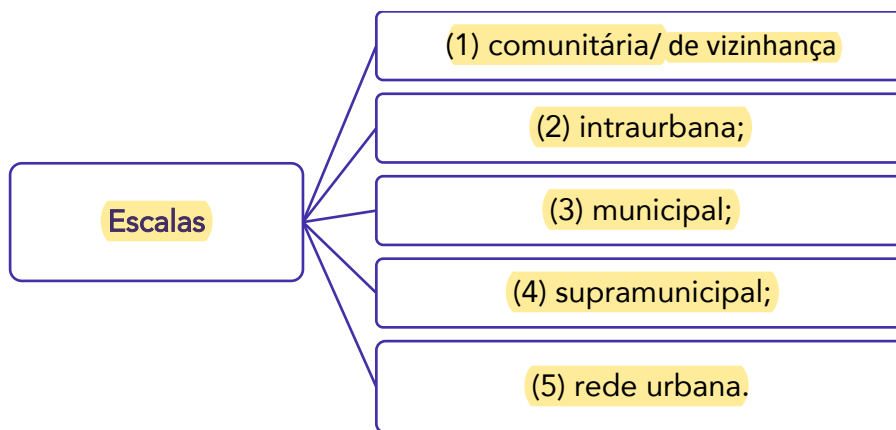 (1) comunitária/ de vizinhança
(2) intraurbana;
Escalas
(3) municipal;
(4) supramunicipal;
(5) rede urbana.